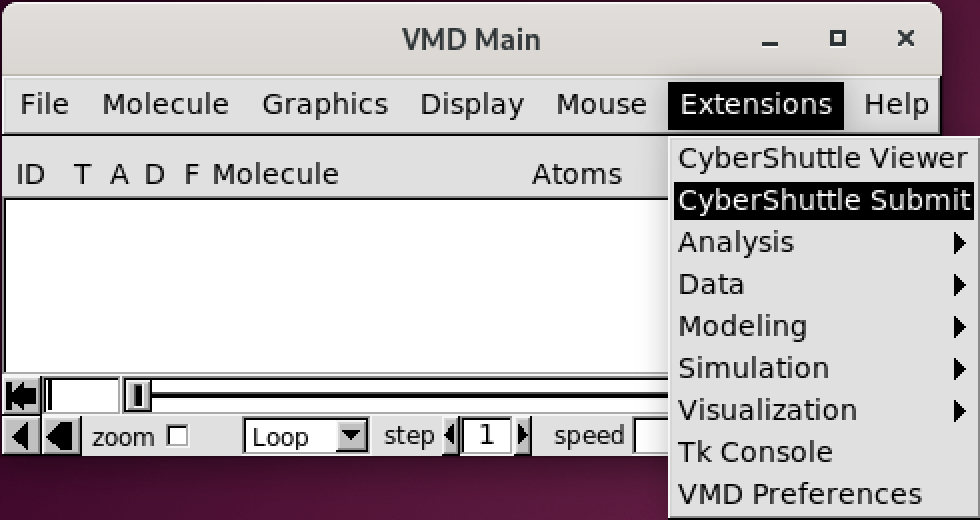 VMD Main
File Molecule Graphics Display Mouse Extensions Help
ID T A D F Molecule Atoms
CyberShuttle Viewer
CyberShuttle Submit
Analysis
Data
Modeling
Simulation
Visualization
Tk Console
VMD Preferences
zoom Loop step 1 speed